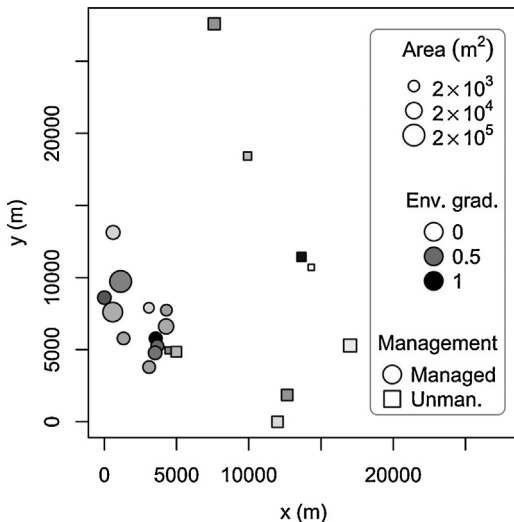 Area (m²)
2×10³
2×10⁴
2×10⁵
Env. grad.
0
0.5
1
Management
Managed
Unman.
y (m)
20000
10000
5000
0
0 5000 10000 20000
x (m)